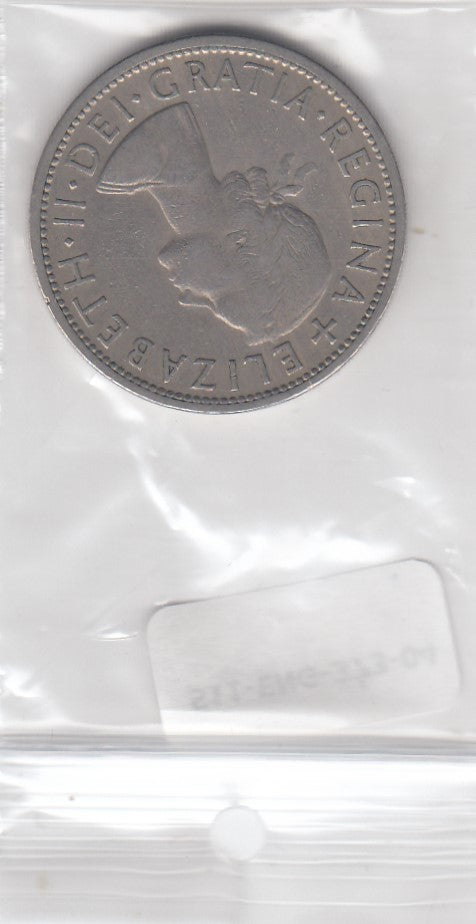 + ELIZABETH · II · DEI · GRATIA · REGINA